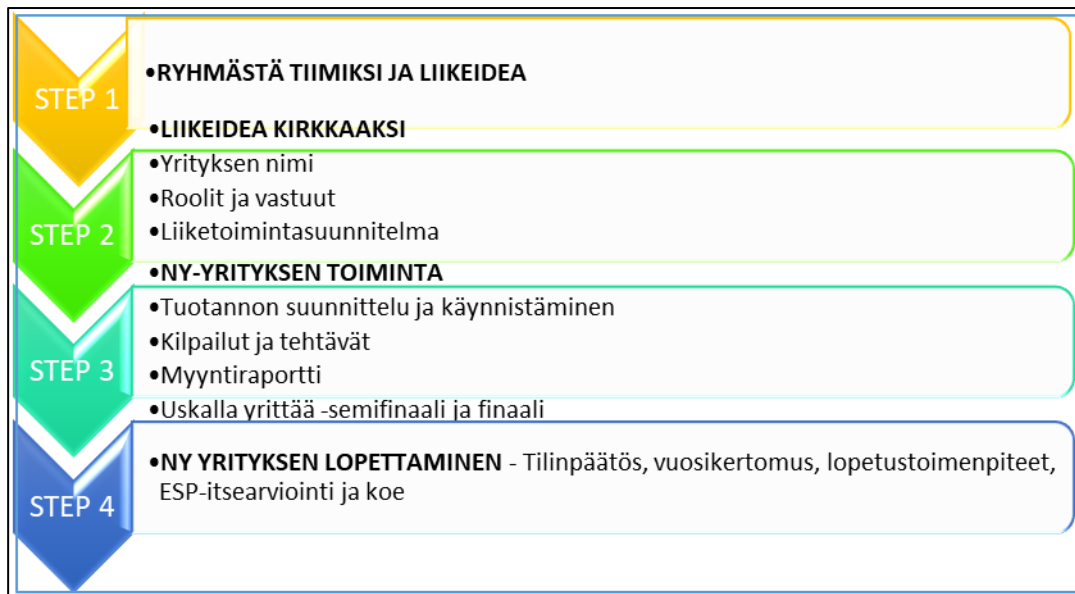 STEP 1
•RYHMÄSTÄ TIIMIKSI JA LIIKEIDEA
STEP 2
•LIIKEIDEA KIRKKAAKSI
•Yrityksen nimi
•Roolit ja vastuut
•Liiketoimintasuunnitelma
STEP 3
•NY-YRITYKSEN TOIMINTA
•Tuotannon suunnittelu ja käynnistäminen
•Kilpailut ja tehtävät
•Myyntiraportti
•Uskalla yrittää -semifinaali ja finaali
STEP 4
•NY YRITYKSEN LOPETTAMINEN - Tilinpäätös, vuosikertomus, lopetustoimenpiteet,
ESP-itsearviointi ja koe